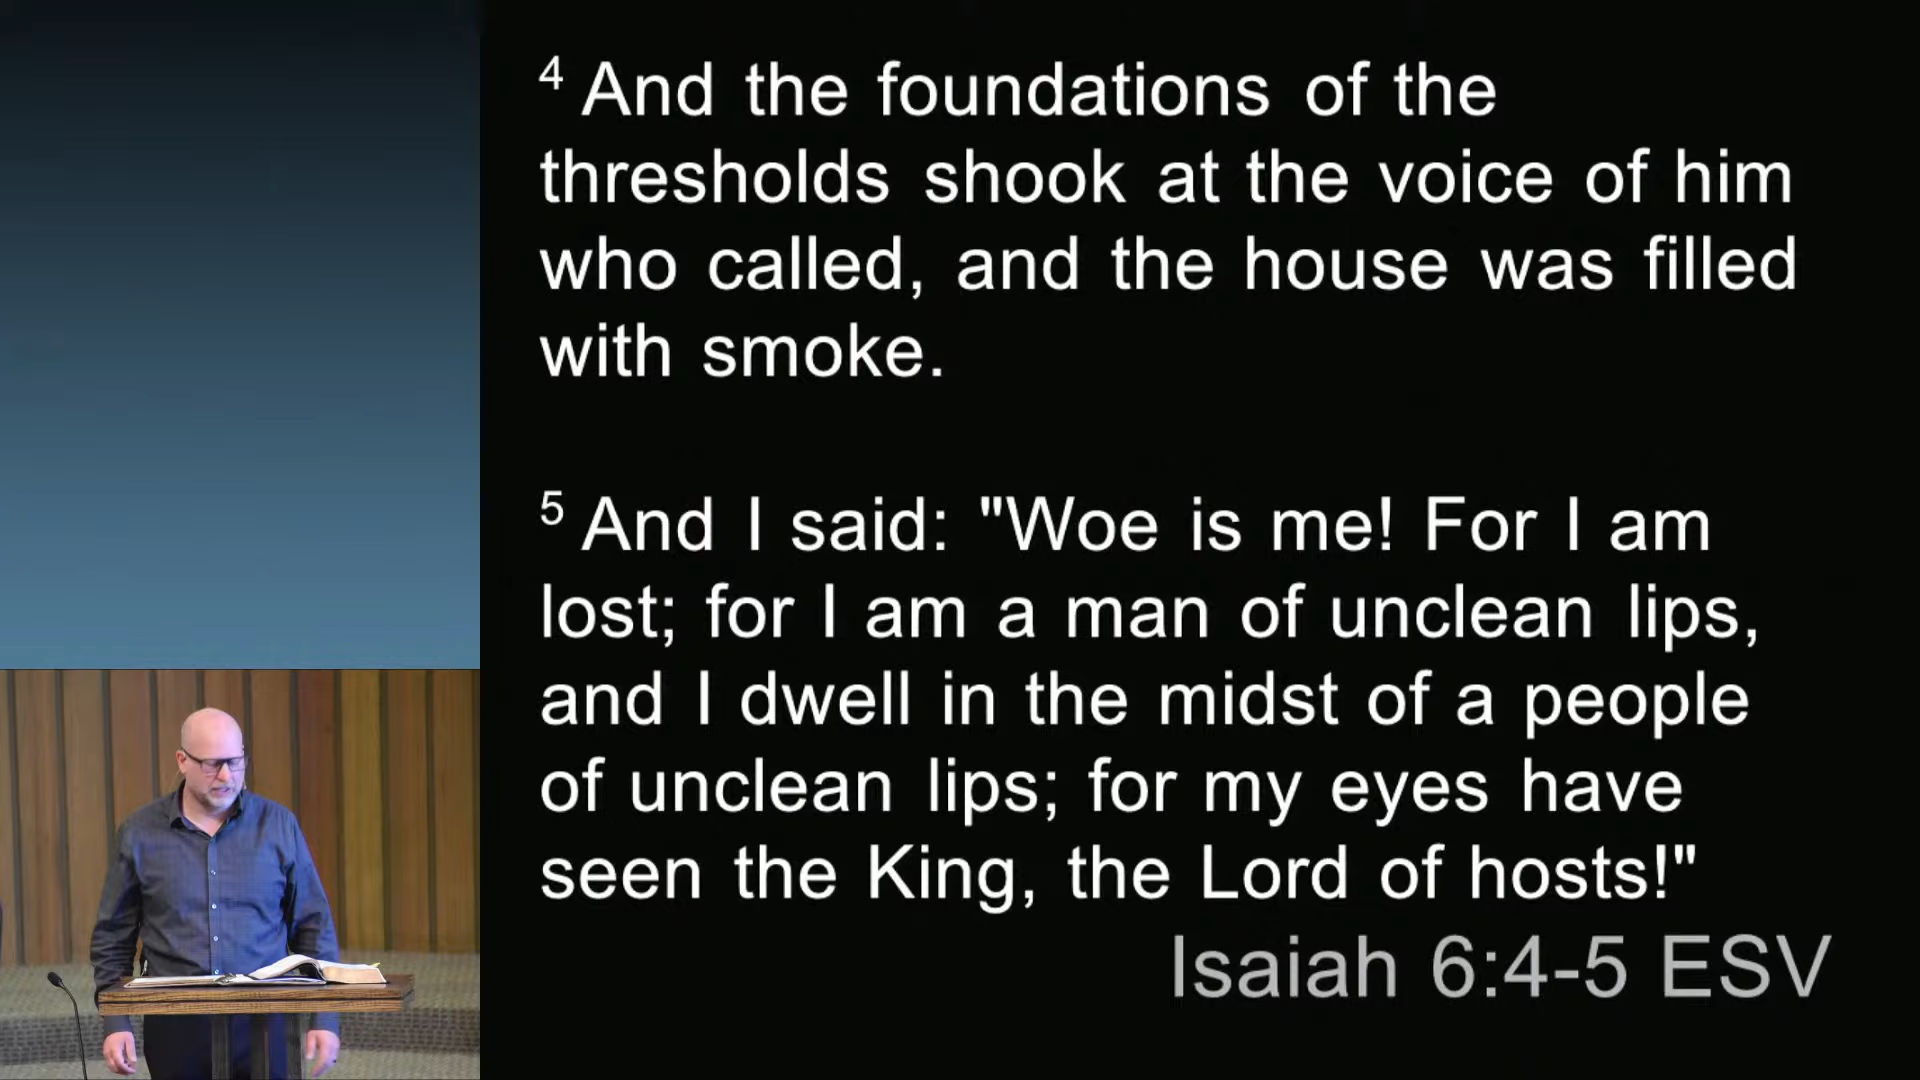 4 And the foundations of the
thresholds shook at the voice of him
who called, and the house was filled
with smoke.
5 And I said: "Woe is me! For I am
lost; for I am a man of unclean lips,
and I dwell in the midst of a people
of unclean lips; for my eyes have
seen the King, the Lord of hosts!"
Isaiah 6:4-5 ESV